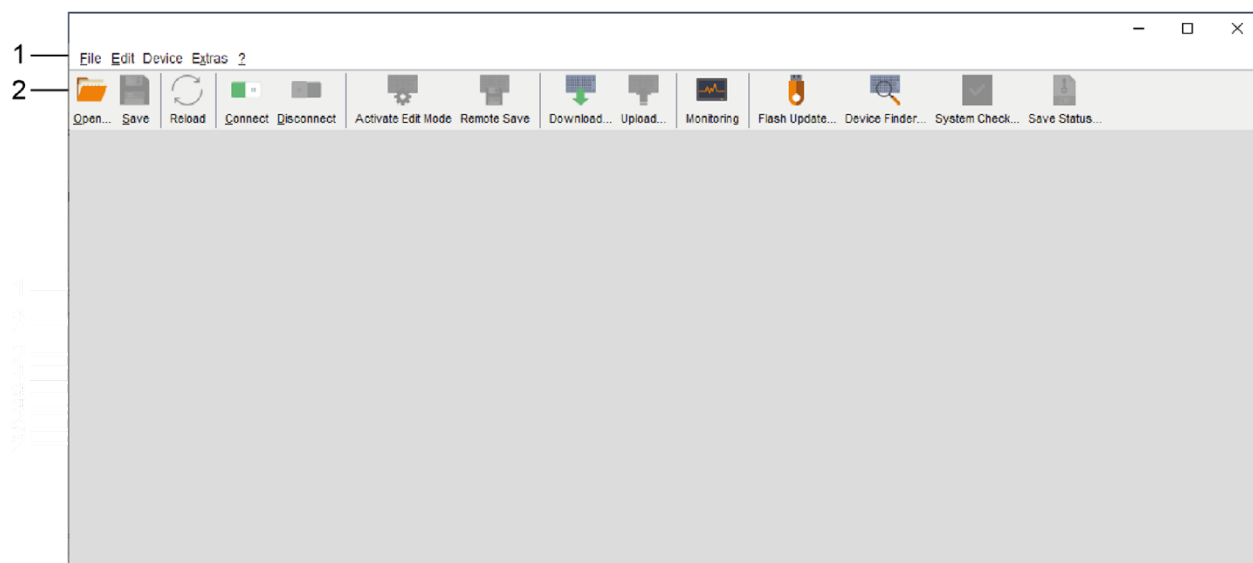 1
File Edit Device Extras ?
2
Open... Save Reload Connect Disconnect Activate Edit Mode Remote Save Download... Upload... Monitoring Flash Update... Device Finder... System Check... Save Status...